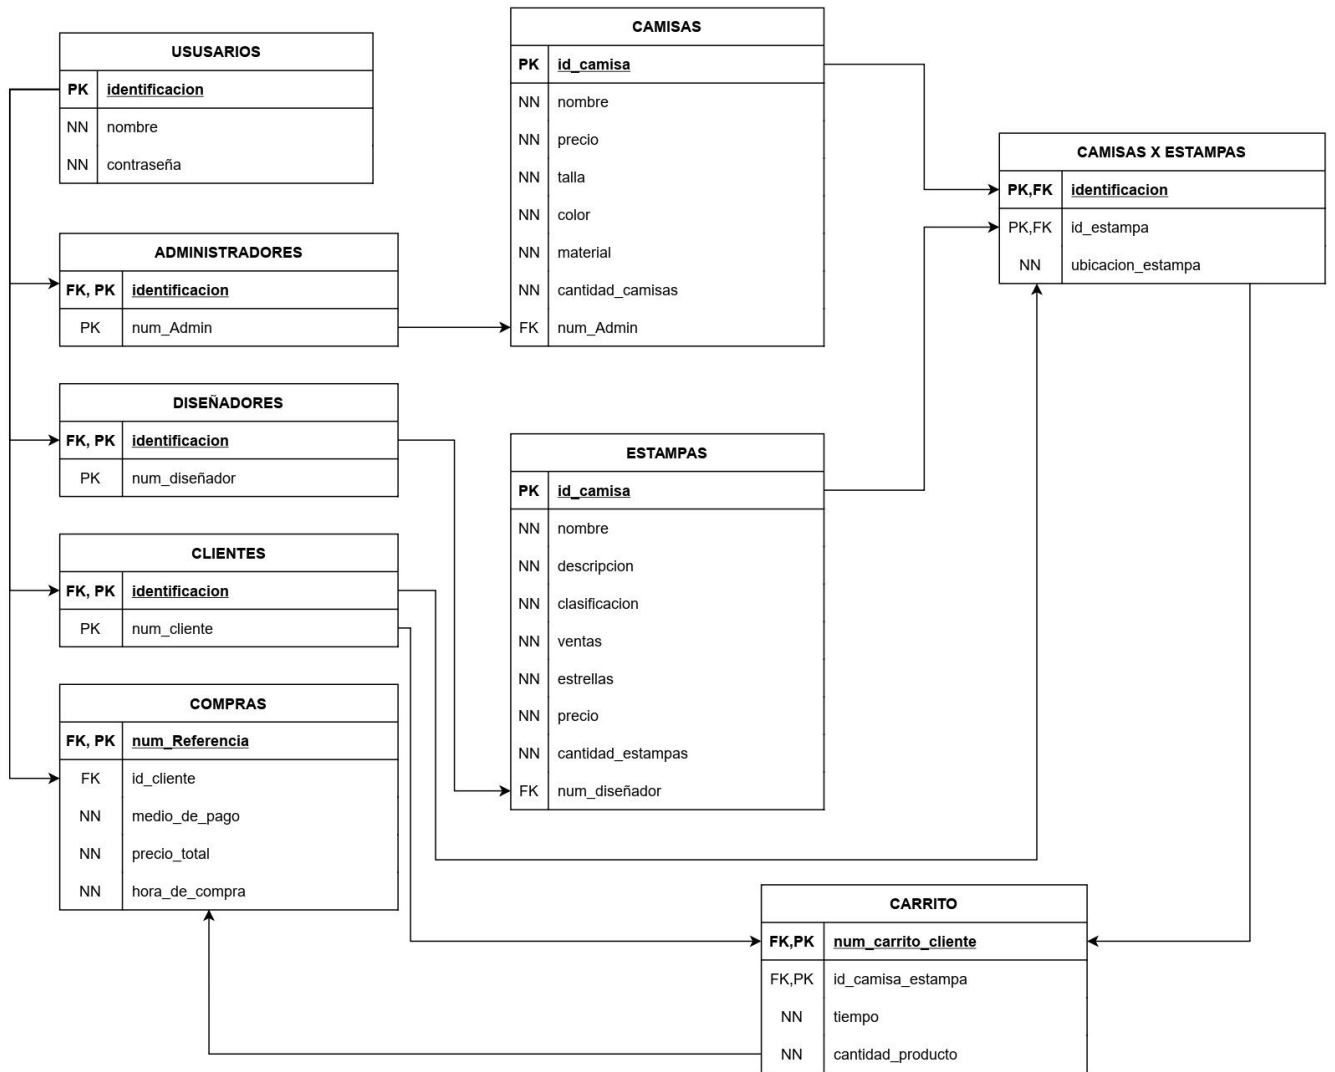 USUSARIOS
PK identificacion
NN nombre
NN contraseña
ADMINISTRADORES
FK, PK identificacion
PK num_Admin
DISEÑADORES
FK, PK identificacion
PK num_diseñador
CLIENTES
FK, PK identificacion
PK num_cliente
COMPRAS
FK, PK num_Referencia
FK id_cliente
NN medio_de_pago
NN precio_total
NN hora_de_compra
CAMISAS
PK id_camisa
NN nombre
NN precio
NN talla
NN color
NN material
NN cantidad_camisas
FK num_Admin
ESTAMPAS
PK id_camisa
NN nombre
NN descripcion
NN clasificacion
NN ventas
NN estrellas
NN precio
NN cantidad_estampas
FK num_diseñador
CAMISAS X ESTAMPAS
PK,FK identificacion
PK,FK id_estampa
NN ubicacion_estampa
CARRITO
FK,PK num_carrito_cliente
FK,PK id_camisa_estampa
NN tiempo
NN cantidad_producto